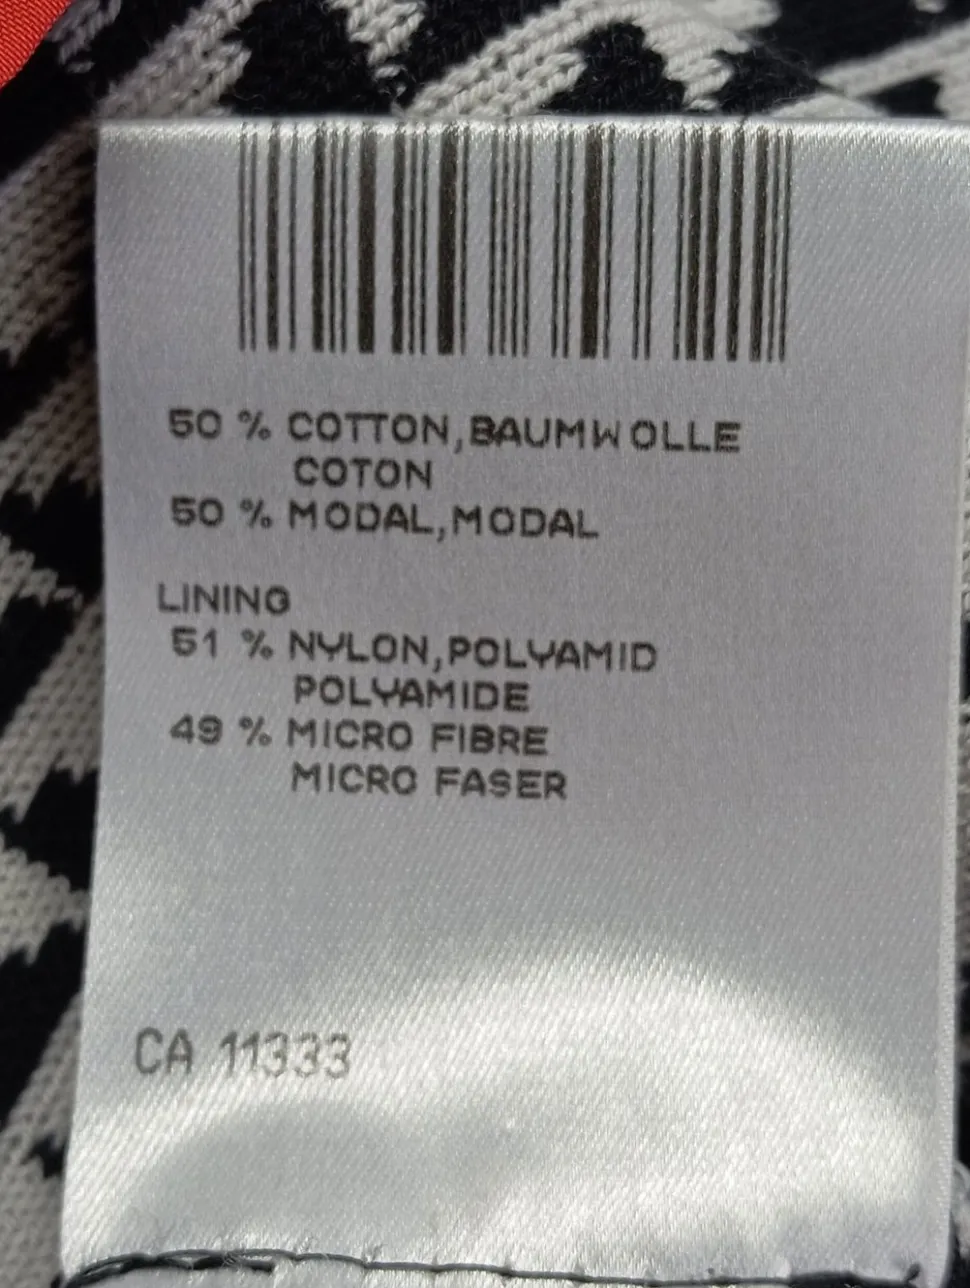 50 % COTTON,BAUMWOLLE
COTON
50 % MODAL,MODAL
LINING
51 % NYLON,POLYAMID
POLYAMIDE
49 % MICRO FIBRE
MICRO FASER
CA 11333